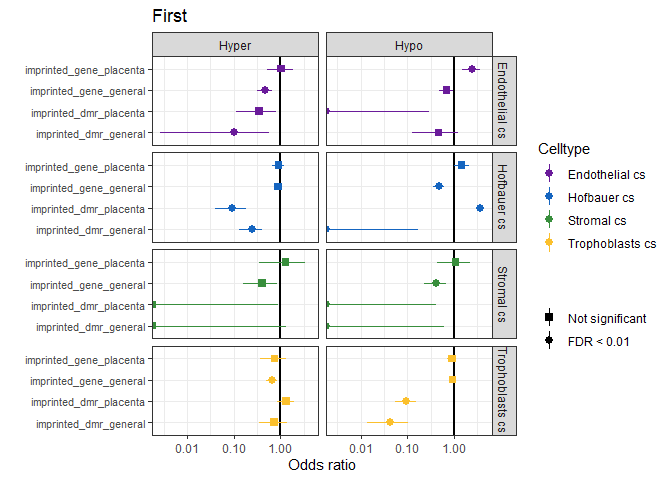 First
Hyper
Hypo
imprinted_gene_placenta
imprinted_gene_general
imprinted_dmr_placenta
imprinted_dmr_general
Endothelial cs
imprinted_gene_placenta
imprinted_gene_general
imprinted_dmr_placenta
imprinted_dmr_general
Hofbauer cs
imprinted_gene_placenta
imprinted_gene_general
imprinted_dmr_placenta
imprinted_dmr_general
Stromal cs
imprinted_gene_placenta
imprinted_gene_general
imprinted_dmr_placenta
imprinted_dmr_general
Trophoblasts cs
0.01 0.10 1.00
0.01 0.10 1.00
Odds ratio
Celltype
Endothelial cs
Hofbauer cs
Stromal cs
Trophoblasts cs
Not significant
FDR < 0.01